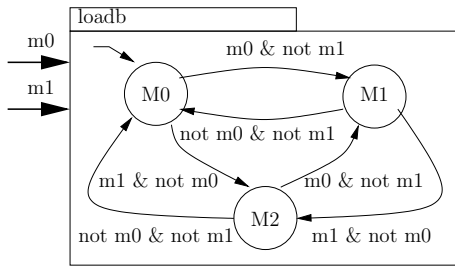 loadb
m0
m1
m0 & not m1
M0
M1
not m0 & not m1
m1 & not m0
m0 & not m1
M2
not m0 & not m1
m1 & not m0